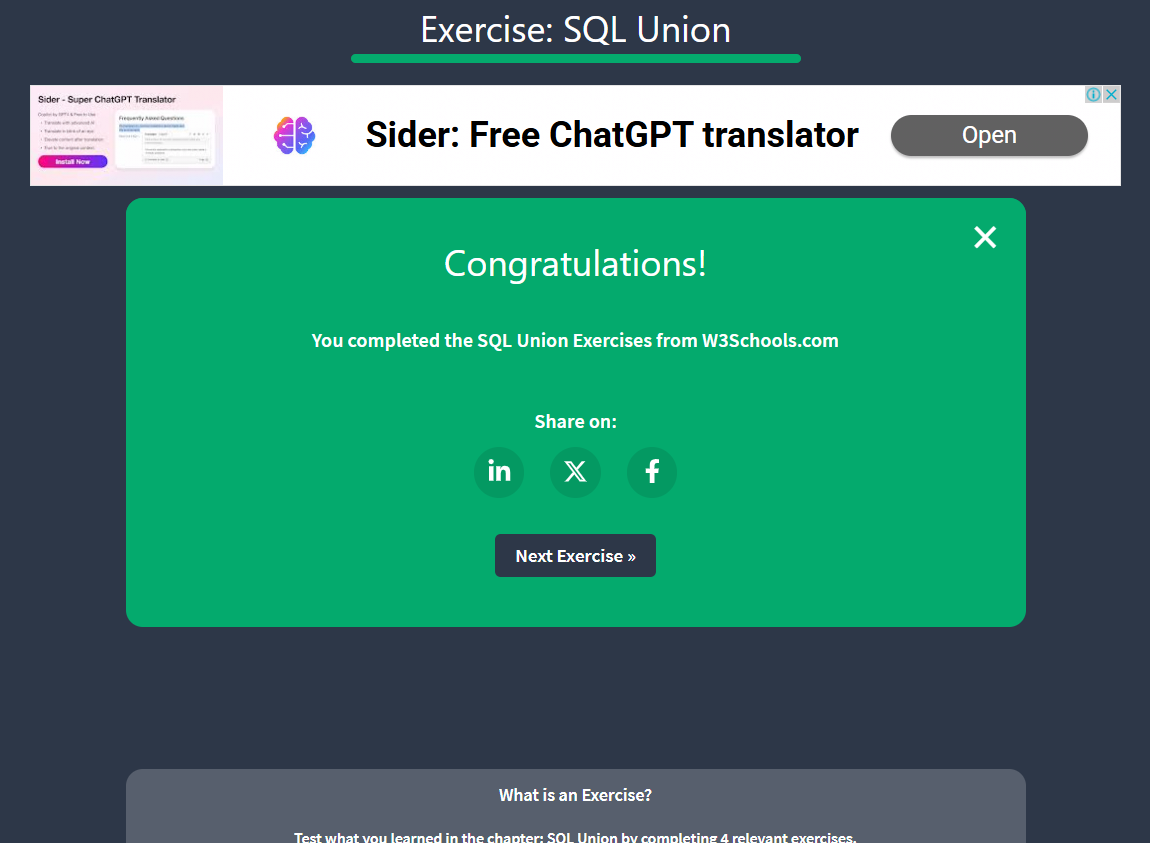 Exercise: SQL Union
Sider - Super ChatGPT Translator
Install Now
Frequently Asked Questions
Sider: Free ChatGPT translator
Open
Congratulations!
You completed the SQL Union Exercises from W3Schools.com
Share on:
Next Exercise »
What is an Exercise?
Test what you learned in the chapter: SQL Union by completing 4 relevant exercises.